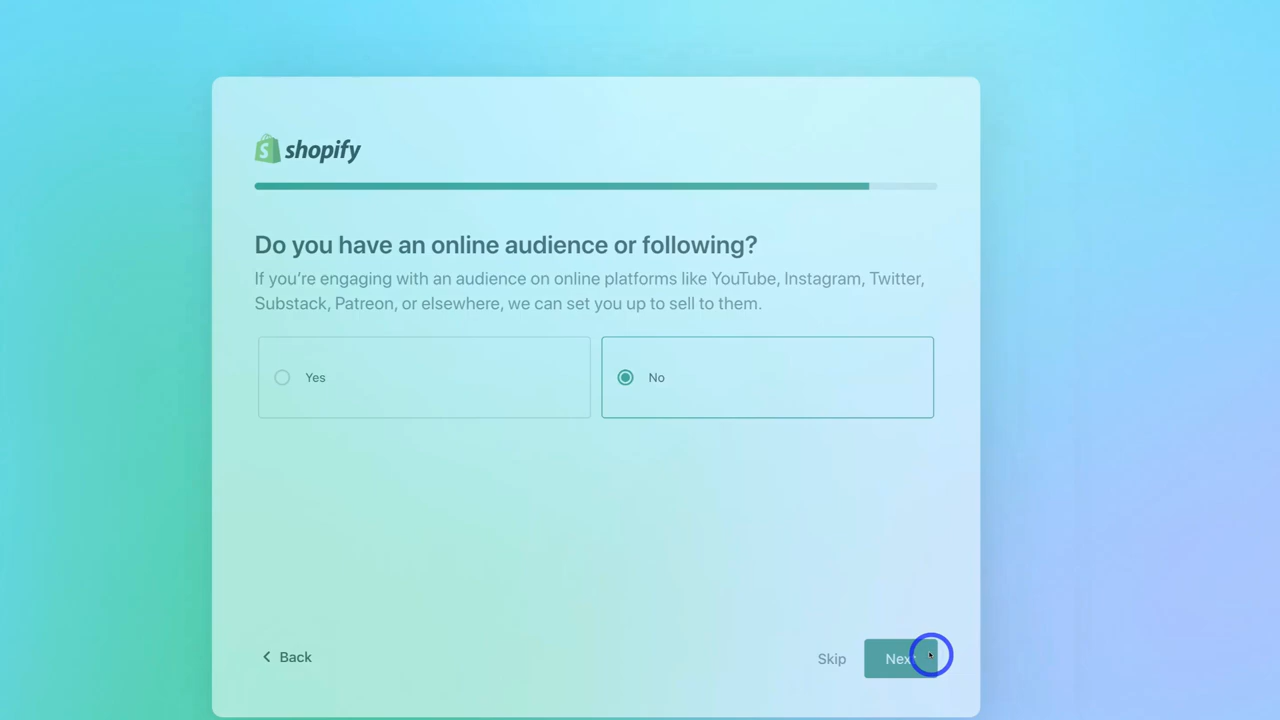 shopify
Do you have an online audience or following?
If you're engaging with an audience on online platforms like YouTube, Instagram, Twitter,
Substack, Patreon, or elsewhere, we can set you up to sell to them.
Yes
No
Back
Skip
Next